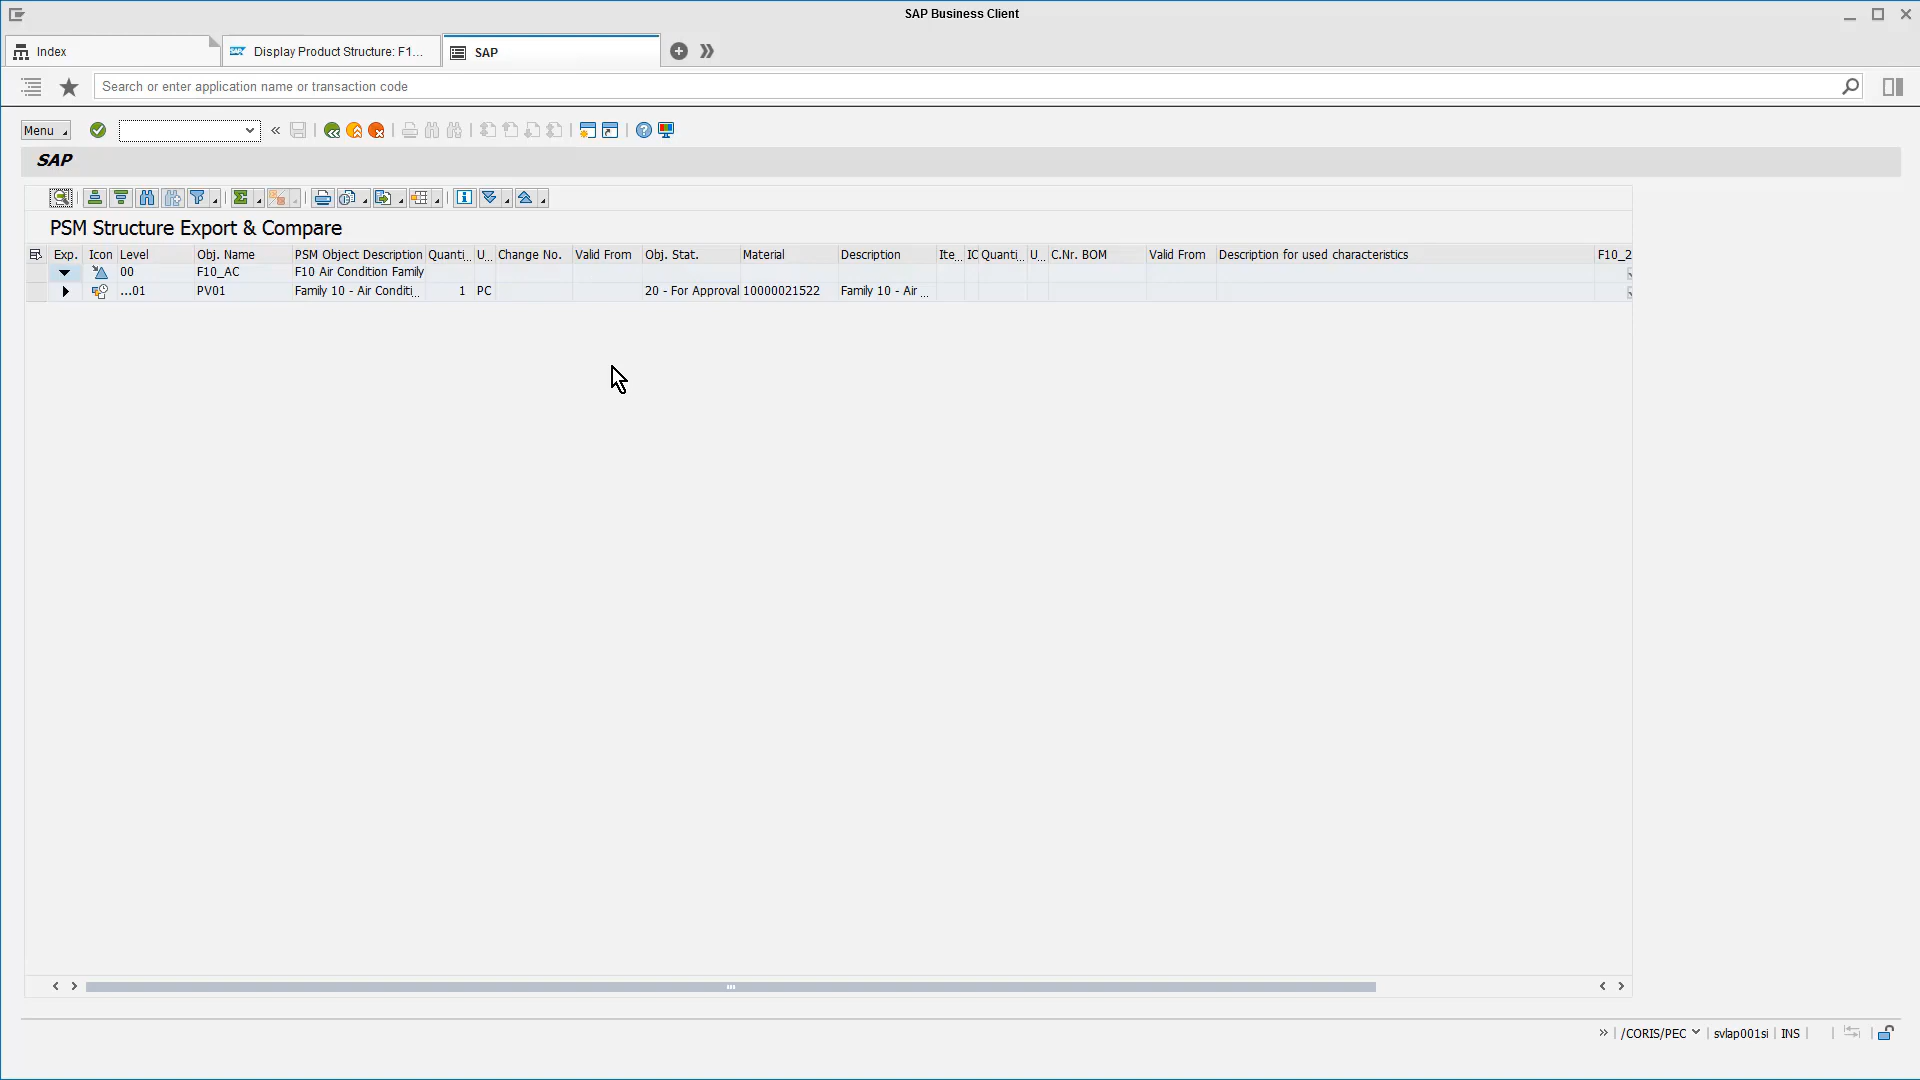 SAP Business Client
Index
Display Product Structure: F1...
SAP
Search or enter application name or transaction code
Menu
SAP
PSM Structure Export & Compare
Exp. Icon Level Obj. Name PSM Object Description Quanti... U... Change No. Valid From Obj. Stat. Material Description Ite... IC Quanti... U... C.Nr. BOM Valid From Description for used characteristics F10_2
00 F10_AC F10 Air Condition Family
...01 PV01 Family 10 - Air Conditi... 1 PC 20 - For Approval 10000021522 Family 10 - Air ...
/CORIS/PEC svlap001si INS